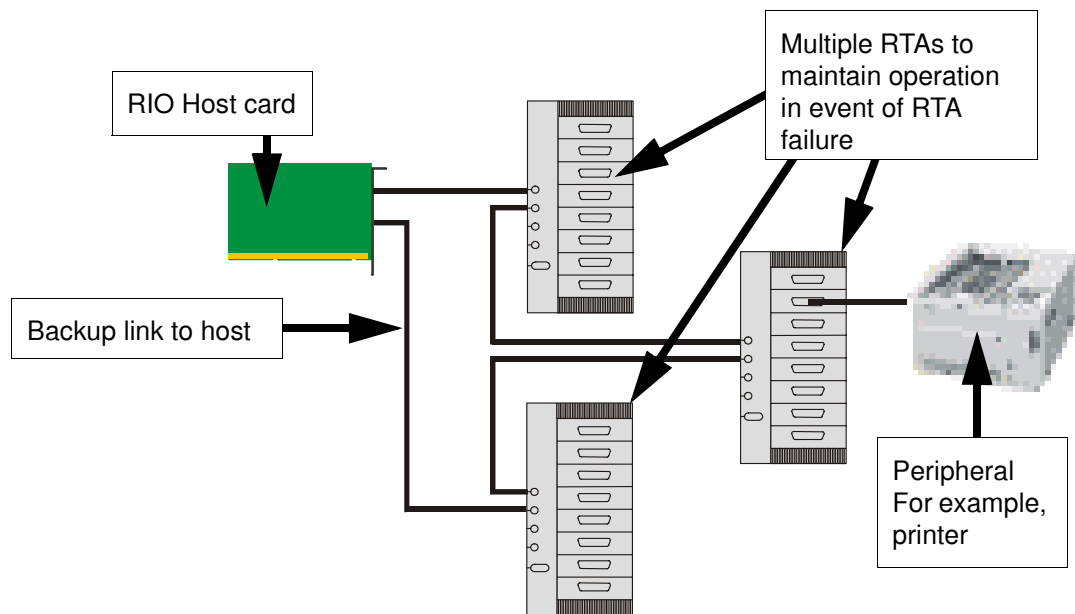 RIO Host card
Multiple RTAs to
maintain operation
in event of RTA
failure
Backup link to host
Peripheral
For example,
printer